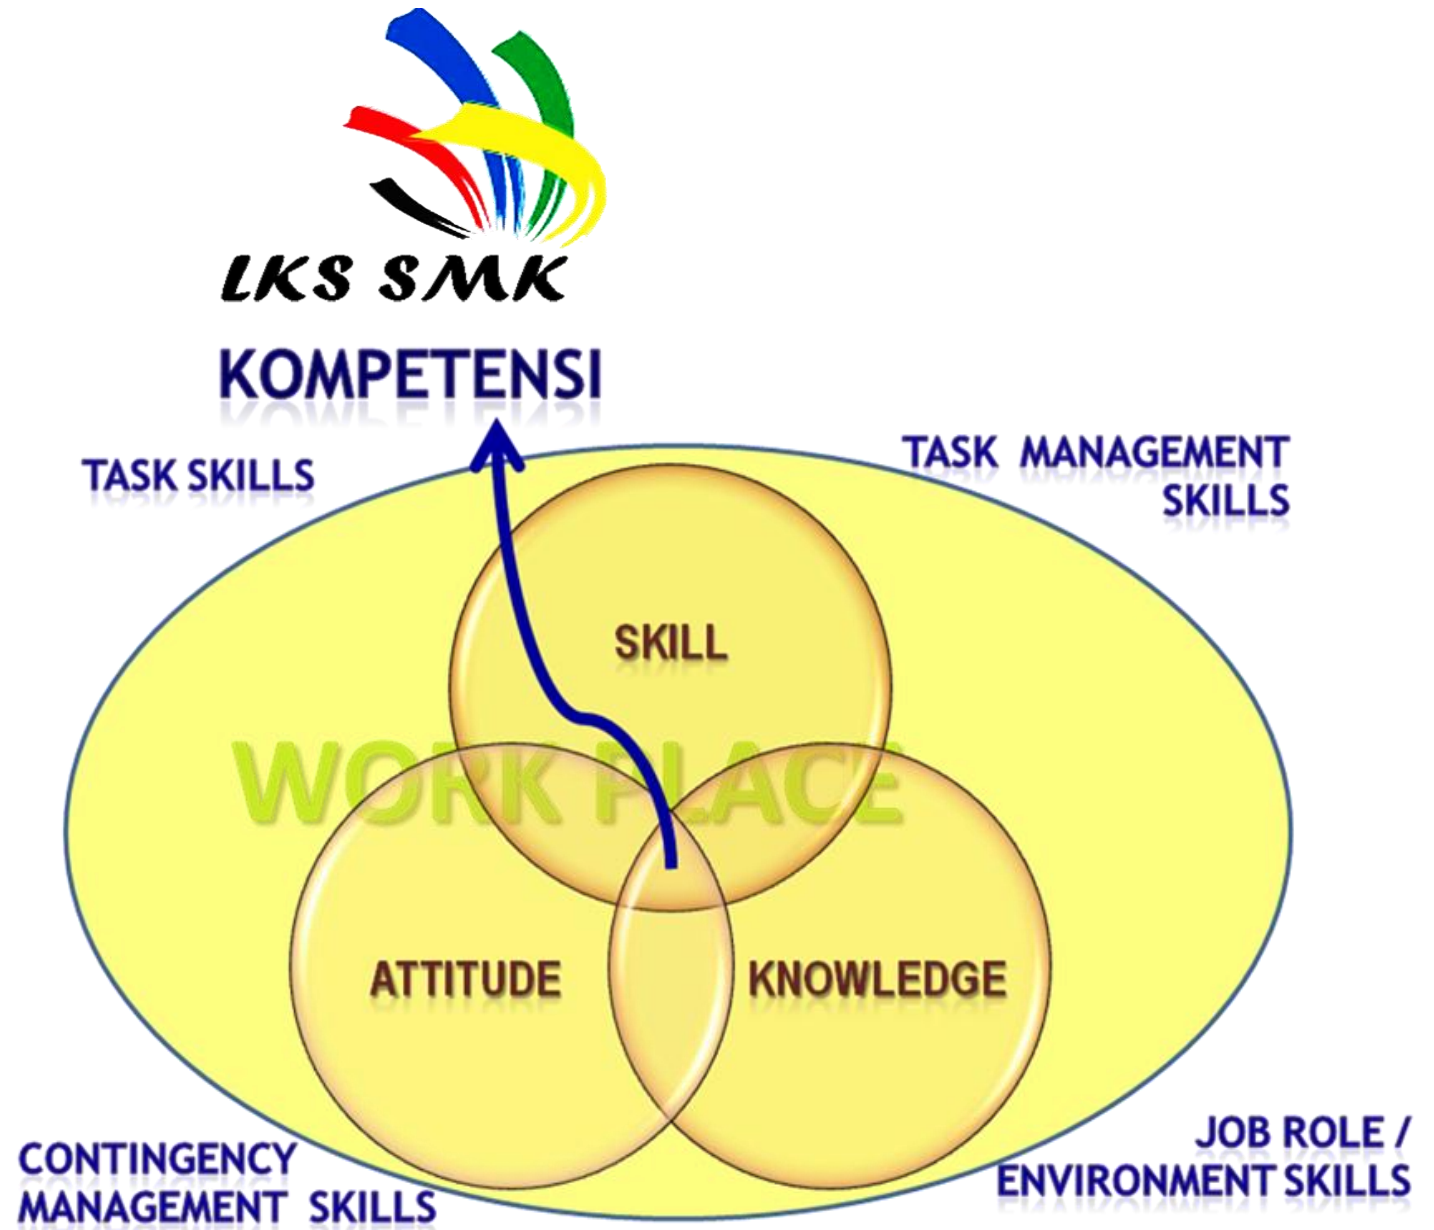 LKS SMK
KOMPETENSI
TASK SKILLS
TASK MANAGEMENT
SKILLS
SKILL
WORK PLACE
ATTITUDE
KNOWLEDGE
CONTINGENCY
MANAGEMENT SKILLS
JOB ROLE /
ENVIRONMENT SKILLS